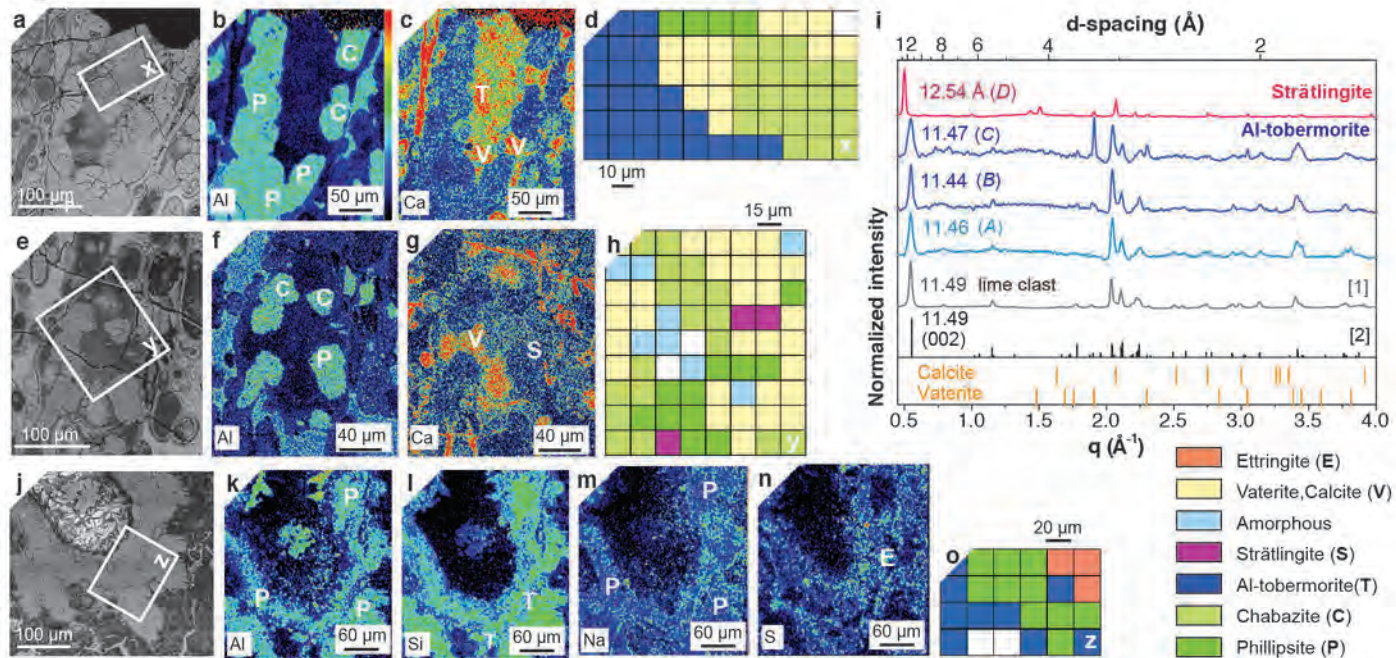 a
x
100 μm
b
C
C
P
P
P
P
Al
50 μm
c
T
V
V
Ca
50 μm
d
x
10 μm
e
y
100 μm
f
C
C
P
Al
40 μm
g
V
S
Ca
40 μm
15 μm
h
y
i
d-spacing (Å)
12 8 6 4 2
12.54 Å (D)
Strätlingite
Al-tobermorite
11.47 (C)
11.44 (B)
11.46 (A)
11.49 lime clast
[1]
11.49
(002)
[2]
Calcite
Vaterite
Normalized intensity
0.5 1.0 1.5 2.0 2.5 3.0 3.5 4.0
q (Å⁻¹)
j
z
100 μm
k
P
P
P
Al
60 μm
l
T
T
Si
60 μm
m
P
P
P
Na
60 μm
n
E
S
60 μm
20 μm
o
z
Ettringite (E)
Vaterite,Calcite (V)
Amorphous
Strätlingite (S)
Al-tobermorite(T)
Chabazite (C)
Phillipsite (P)